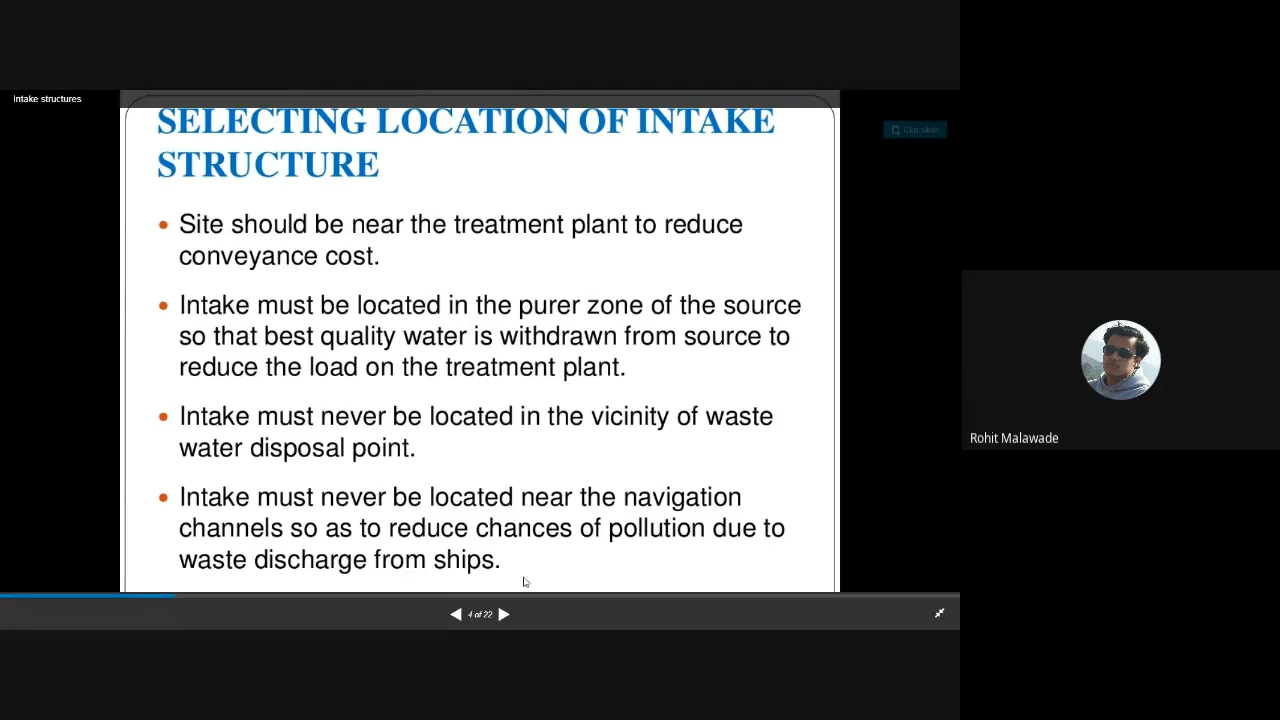 Intake structures
SELECTING LOCATION OF INTAKE
STRUCTURE
Clip slide
• Site should be near the treatment plant to reduce
conveyance cost.
• Intake must be located in the purer zone of the source
so that best quality water is withdrawn from source to
reduce the load on the treatment plant.
• Intake must never be located in the vicinity of waste
water disposal point.
• Intake must never be located near the navigation
channels so as to reduce chances of pollution due to
waste discharge from ships.
Rohit Malawade
4 of 22